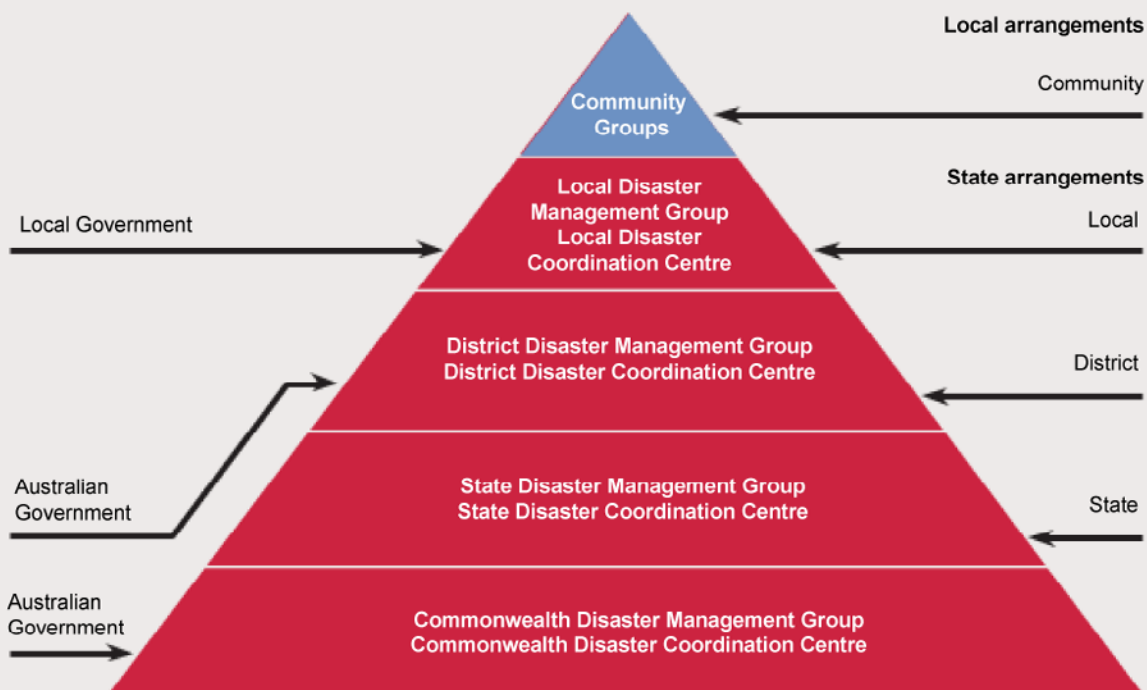 Local arrangements
Community
Community
Groups
State arrangements
Local Disaster
Management Group
Local DIsaster
Coordination Centre
Local Government
Local
District Disaster Management Group
District Disaster Coordination Centre
District
Australian
Government
State Disaster Management Group
State Disaster Coordination Centre
State
Australian
Government
Commonwealth Disaster Management Group
Commonwealth Disaster Coordination Centre